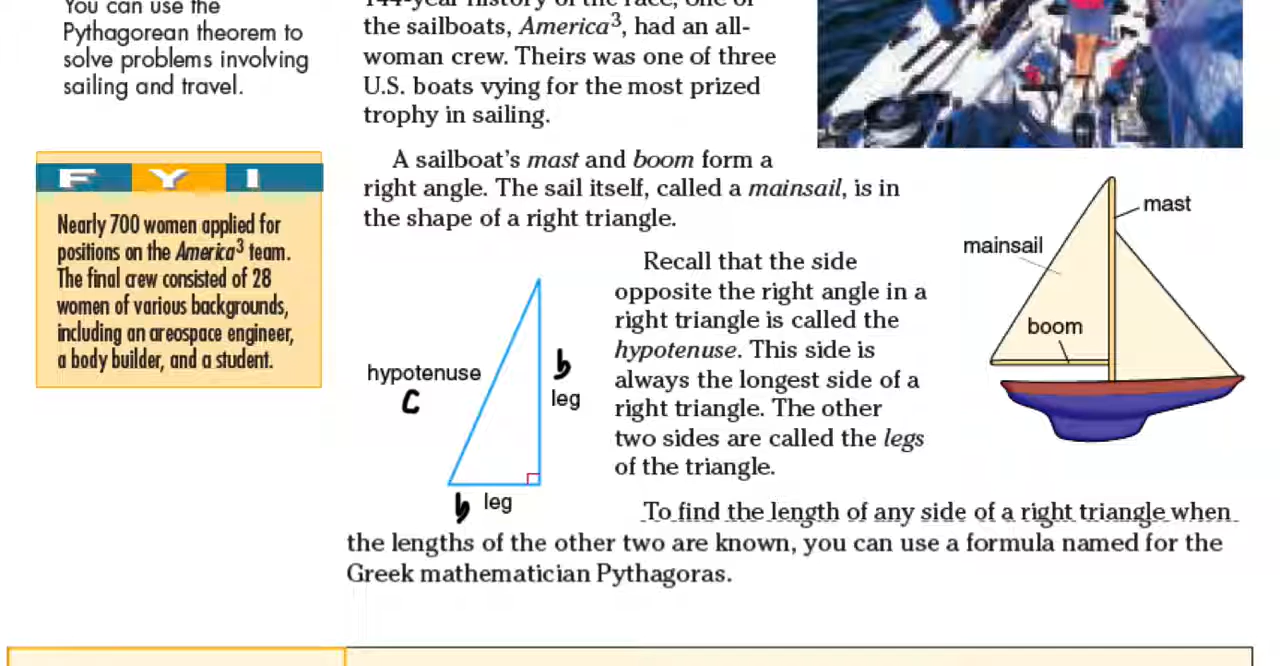 You can use the
Pythagorean theorem to
solve problems involving
sailing and travel.
144-year history of the race, one of
the sailboats, America³, had an all-
woman crew. Theirs was one of three
U.S. boats vying for the most prized
trophy in sailing.
A sailboat's mast and boom form a
right angle. The sail itself, called a mainsail, is in
the shape of a right triangle.
F Y I
Nearly 700 women applied for
positions on the America³ team.
The final crew consisted of 28
women of various backgrounds,
including an areospace engineer,
a body builder, and a student.
hypotenuse
C
b
leg
b leg
Recall that the side
opposite the right angle in a
right triangle is called the
hypotenuse. This side is
always the longest side of a
right triangle. The other
two sides are called the legs
of the triangle.
mast
mainsail
boom
To find the length of any side of a right triangle when
the lengths of the other two are known, you can use a formula named for the
Greek mathematician Pythagoras.